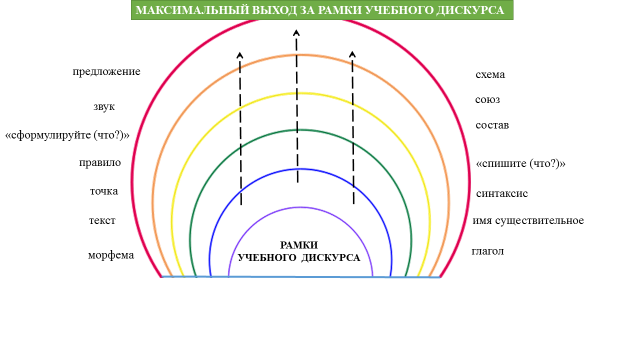 МАКСИМАЛЬНЫЙ ВЫХОД ЗА РАМКИ УЧЕБНОГО ДИСКУРСА
предложение
звук
«сформулируйте (что?)»
правило
точка
текст
морфема
схема
союз
состав
«спишите (что?)»
синтаксис
имя существительное
глагол
РАМКИ
УЧЕБНОГО ДИСКУРСА